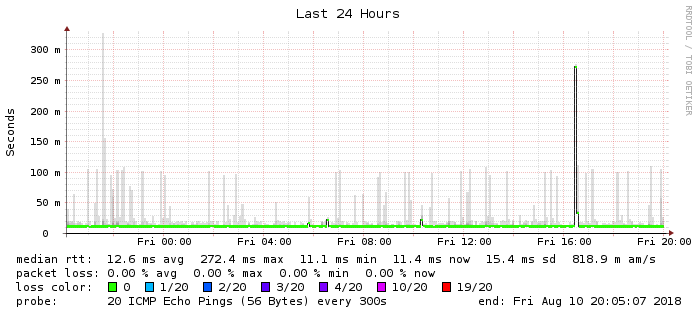 Last 24 Hours
RRDTOOL / TOBI OETIKER
Seconds
300 m
250 m
200 m
150 m
100 m
50 m
0
Fri 00:00 Fri 04:00 Fri 08:00 Fri 12:00 Fri 16:00 Fri 20:00
median rtt: 12.6 ms avg 272.4 ms max 11.1 ms min 11.4 ms now 15.4 ms sd 818.9 m am/s
packet loss: 0.00 % avg 0.00 % max 0.00 % min 0.00 % now
loss color: 0 1/20 2/20 3/20 4/20 10/20 19/20
probe: 20 ICMP Echo Pings (56 Bytes) every 300s end: Fri Aug 10 20:05:07 2018